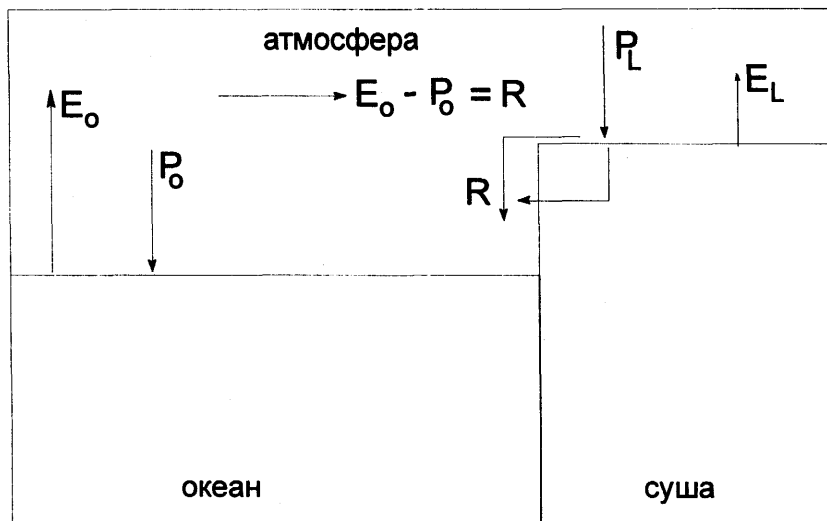 атмосфера
P_L
E_o
E_o - P_o = R
E_L
P_o
R
океан
суша